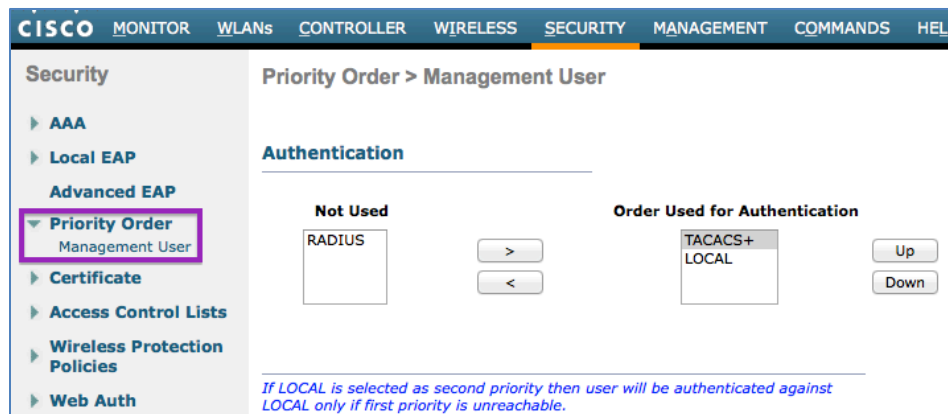 CISCO MONITOR WLANs CONTROLLER WIRELESS SECURITY MANAGEMENT COMMANDS HEL
Security
AAA
Local EAP
Advanced EAP
Priority Order
Management User
Certificate
Access Control Lists
Wireless Protection
Policies
Web Auth
Priority Order > Management User
Authentication
Not Used
RADIUS
>
<
Order Used for Authentication
TACACS+
LOCAL
Up
Down
If LOCAL is selected as second priority then user will be authenticated against
LOCAL only if first priority is unreachable.